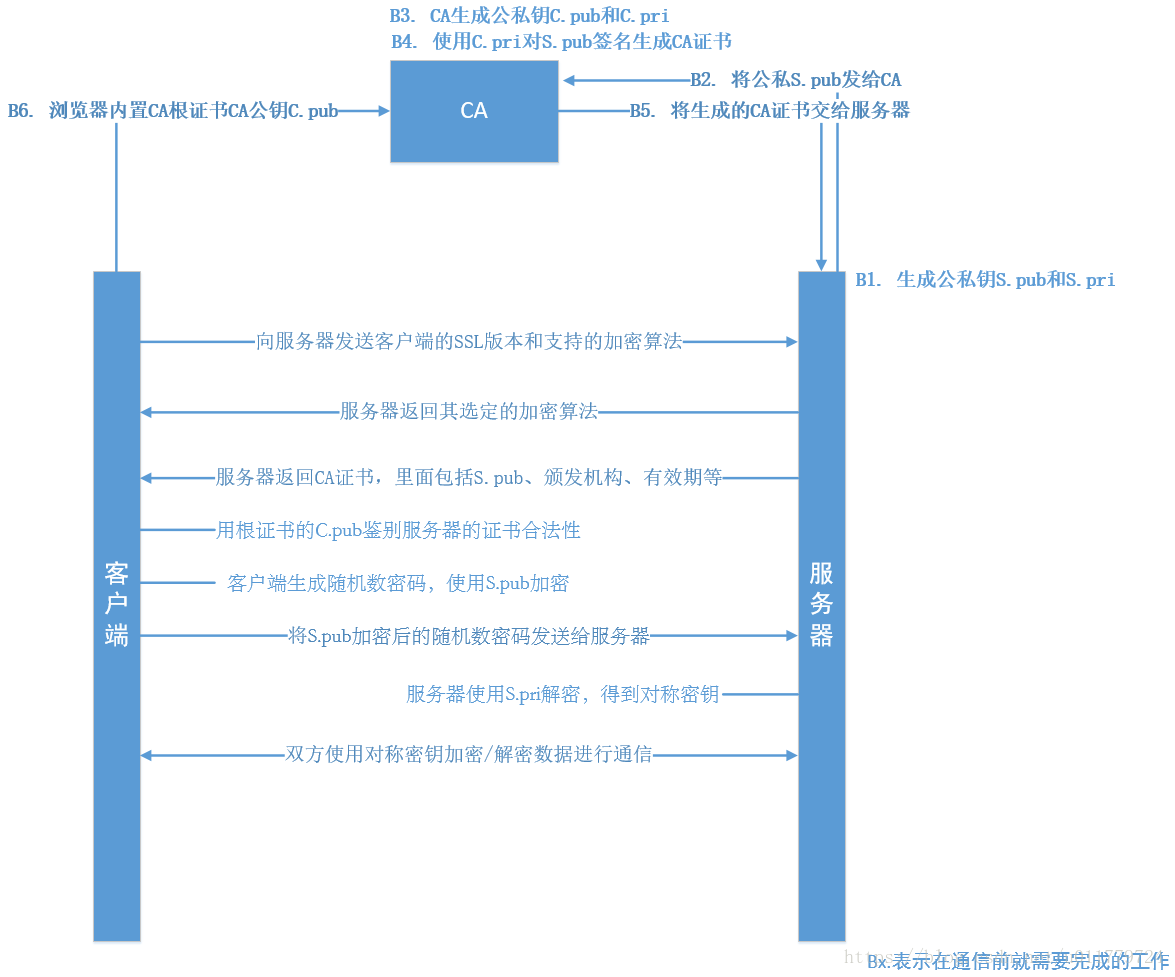 B3. CA生成公私钥C.pub和C.pri
B4. 使用C.pri对S.pub签名生成CA证书
B2. 将公私S.pub发给CA
B6. 浏览器内置CA根证书CA公钥C.pub
CA
B5. 将生成的CA证书交给服务器
B1. 生成公私钥S.pub和S.pri
向服务器发送客户端的SSL版本和支持的加密算法
服务器返回其选定的加密算法
服务器返回CA证书，里面包括S.pub、颁发机构、有效期等
用根证书的C.pub鉴别服务器的证书合法性
客户端
服务器
客户端生成随机数密码，使用S.pub加密
将S.pub加密后的随机数密码发送给服务器
服务器使用S.pri解密，得到对称密钥
双方使用对称密钥加密/解密数据进行通信
Bx.表示在通信前就需要完成的工作